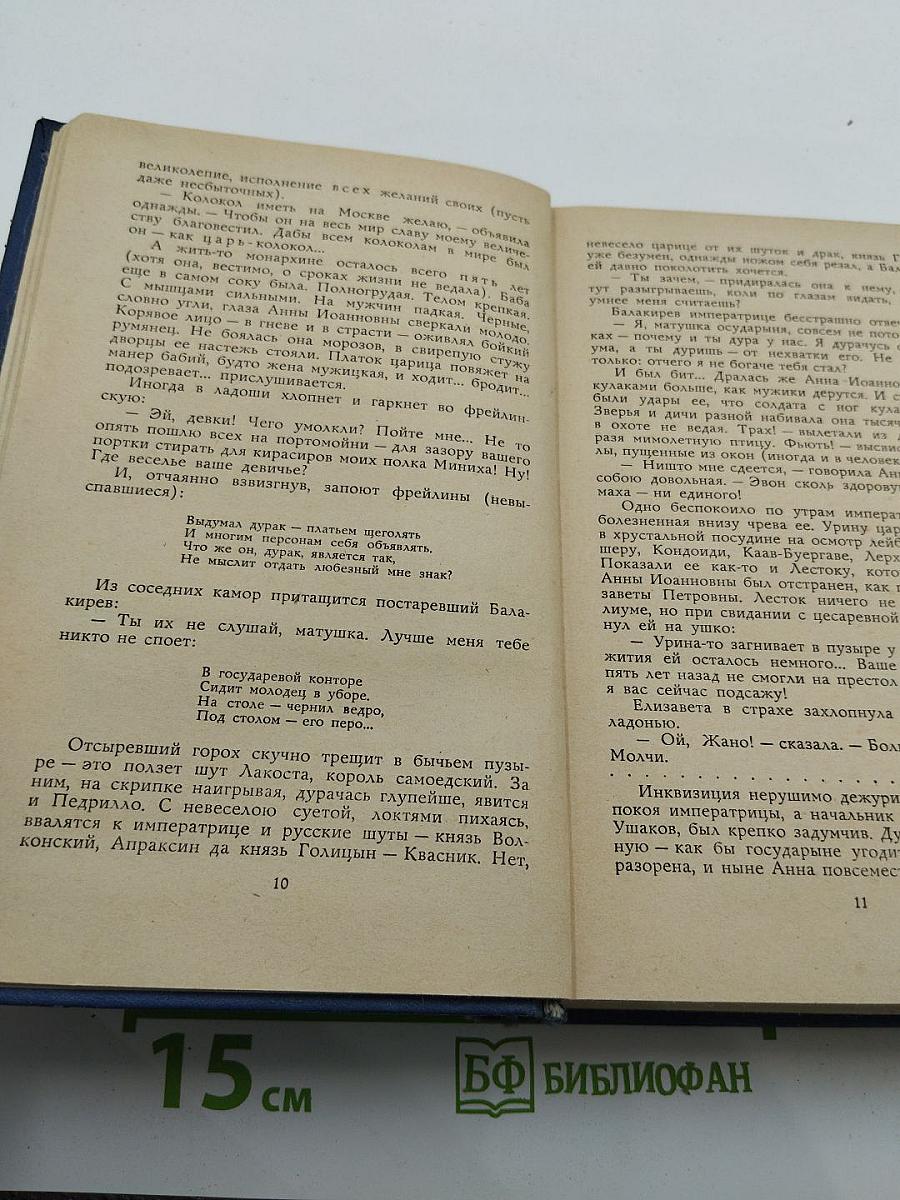 великолепие, исполнение всех желаний своих (пусть
даже несбыточных).
— Колокол иметь на Москве желаю, — объявила
однажды. — Чтобы он на весь мир славу моему величе-
ству благовестил. Дабы всем колоколам в мире был
он — как царь-колокол...
А жить-то монархине осталось всего пять лет
(хотя она, вестимо, о сроках жизни не ведала). Баба
еще в самом соку была. Полногрудая. Телом крепкая.
С мышцами сильными. На мужчин падкая. Черные,
словно угли, глаза Анны Иоанновны сверкали молодо.
Корявое лицо — в гневе и в страсти — оживлял бойкий
румянец. Не боялась она морозов, в свирепую стужу
дворцы ее настежь стояли. Платок царица повяжет на
манер бабий, будто жена мужицкая, и ходит... бродит...
подозревает... прислушивается.
Иногда в ладоши хлопнет и гаркнет во фрейлин-
скую:
— Эй, девки! Чего умолкли? Пойте мне... Не то
опять пошлю всех на портомойни — для зазору вашего
портки стирать для кирасиров моих полка Миниха! Ну!
Где веселье ваше девичье?
И, отчаянно взвизгнув, запоют фрейлины (невы-
спавшиеся):
Выдумал дурак — платьем щеголять
И многим персонам себя объявлять,
Что же он, дурак, является так,
Не мыслит отдать любезный мне знак?
Из соседних камор притащится постаревший Бала-
кирев:
— Ты их не слушай, матушка. Лучше меня тебе
никто не споет:
В государевой конторе
Сидит молодец в уборе.
На столе — чернил ведро,
Под столом — его перо...
Отсыревший горох скучно трещит в бычьем пузы-
ре — это ползет шут Лакоста, король самоедский. За
ним, на скрипке наигрывая, дурачась глупейше, явится
и Педрилло. С невеселою суетой, локтями пихаясь,
ввалятся к императрице и русские шуты — князь Вол-
конский, Апраксин да князь Голицын — Квасник. Нет,
10
невесело царице от их шуток и драк, князь Г
уже безумен, однажды ножом себя резал, а Бал
ей давно поколотить хочется.
— Ты зачем, — придиралась она к нему,
тут разыгрываешь, коли по глазам видать,
умнее меня считаешь?
Балакирев императрице бесстрашно отвеч
— Я, матушка осударыня, совсем не пото
ках — почему и ты дура у нас. Я дурачусь
ума, а ты дуришь — от нехватки его. Не
только: отчего я не богаче тебя стал?
И был бит... Дралась же Анна Иоанно
кулаками больше, как мужики дерутся. И с
были удары ее, что солдата с ног кула
Зверья и дичи разной набивала она тысяч
в охоте не ведая. Трах! — вылетали из д
разя мимолетную птицу. Фьють! — высвис
лы, пущенные из окон (иногда и в человек
— Ништо мне сдеется, — говорила Ан
собою довольная. — Эвон сколь здорову
маха — ни единого!
Одно беспокоило по утрам императ
болезненная внизу чрева ее. Урину цар
в хрустальной посудине на осмотр лейб
шеру, Кондоиди, Каав-Буергаве, Лерх
Показали ее как-то и Лестоку, кото
Анны Иоанновны был отстранен, как п
заветы Петровны. Лесток ничего не
лиуме, но при свидании с цесаревной
нул ей на ушко:
— Урина-то загнивает в пузыре у
жития ей осталось немного... Ваше
пять лет назад не смогли на престол
я вас сейчас подсажу!
Елизавета в страхе захлопнула
ладонью.
— Ой, Жано! — сказала. — Бол
Молчи.
. . . . . . . . . . . . . . . .
Инквизиция нерушимо дежури
покоя императрицы, а начальник
Ушаков, был крепко задумчив. Ду
ную — как бы государыне угодит
разорена, и ныне Анна повсемест
11
15 см
БФ БИБЛИОФАН